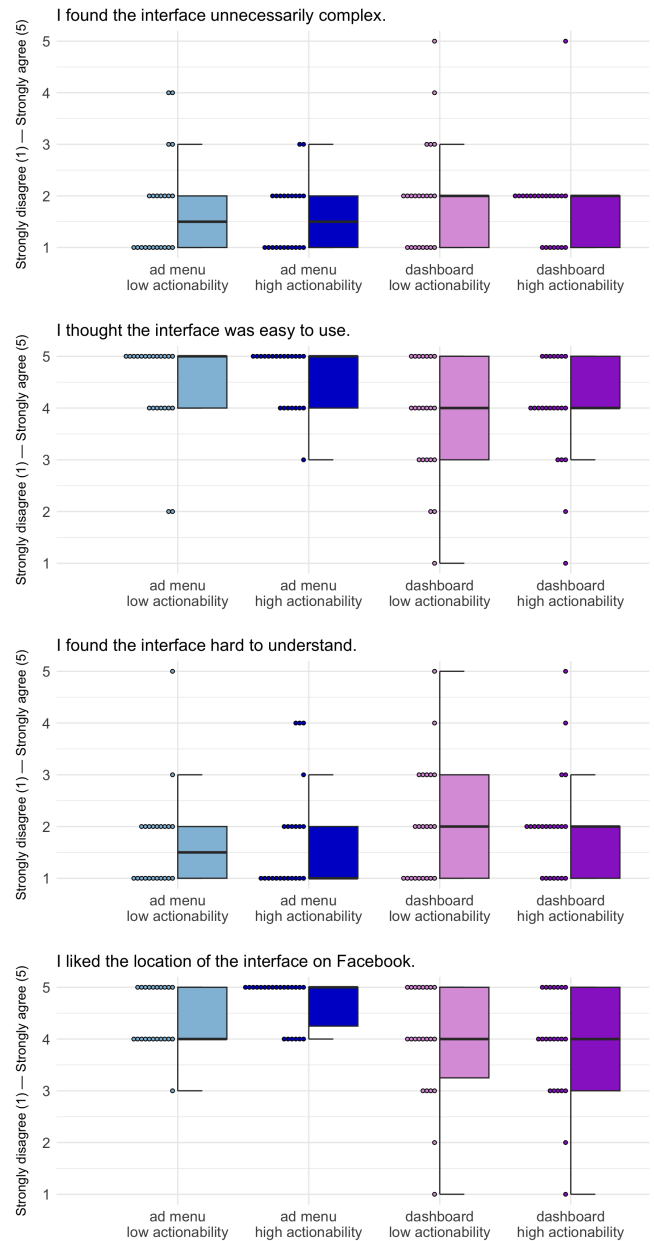 I found the interface unnecessarily complex.
Strongly disagree (1) — Strongly agree (5)
5
4
3
2
1
ad menu
low actionability
ad menu
high actionability
dashboard
low actionability
dashboard
high actionability
I thought the interface was easy to use.
Strongly disagree (1) — Strongly agree (5)
5
4
3
2
1
ad menu
low actionability
ad menu
high actionability
dashboard
low actionability
dashboard
high actionability
I found the interface hard to understand.
Strongly disagree (1) — Strongly agree (5)
5
4
3
2
1
ad menu
low actionability
ad menu
high actionability
dashboard
low actionability
dashboard
high actionability
I liked the location of the interface on Facebook.
Strongly disagree (1) — Strongly agree (5)
5
4
3
2
1
ad menu
low actionability
ad menu
high actionability
dashboard
low actionability
dashboard
high actionability